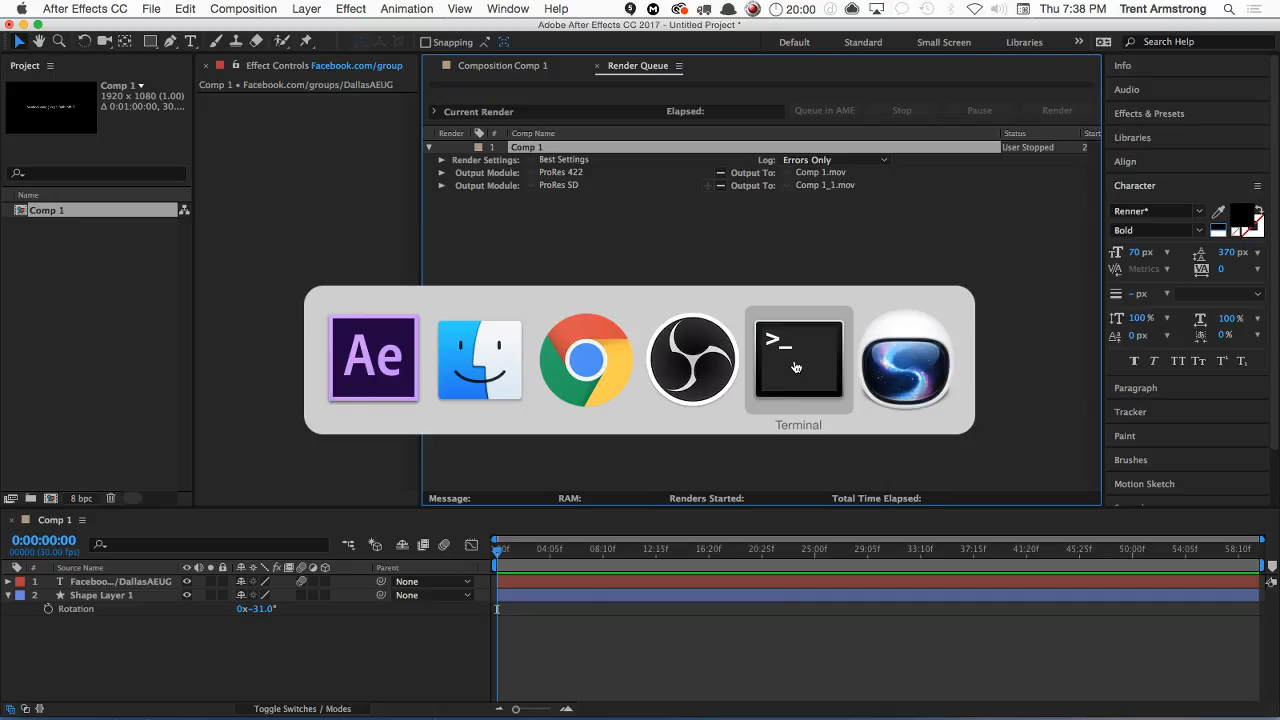 After Effects CC File Edit Composition Layer Effect Animation View Window Help 20:00 Thu 7:38 PM Trent Armstrong
Adobe After Effects CC 2017 - Untitled Project *
Snapping Default Standard Small Screen Libraries Search Help
Project Effect Controls Facebook.com/group Composition Comp 1 Render Queue Info
Comp 1 Comp 1 • Facebook.com/groups/DallasAEUG
1920 x 1080 (1.00)
Δ 0:01:00:00, 30....
Audio
Current Render Elapsed: Queue in AME Stop Pause Render
Effects & Presets
Render # Comp Name Status Start
Libraries
1 Comp 1 User Stopped 2
Render Settings: Best Settings Log: Errors Only
Align
Output Module: ProRes 422 Output To: Comp 1.mov
Output Module: ProRes SD Output To: Comp 1_1.mov
Character
Name
Comp 1
Renner*
Bold
70 px 370 px
Metrics 0
- px
100% 100%
0 px 0%
T T TT Tt T¹ T₁
Paragraph
Tracker
Paint
Brushes
Motion Sketch
Ae
>_
Terminal
8 bpc
Message: RAM: Renders Started: Total Time Elapsed:
Comp 1
0:00:00:00
00000 (30.00 fps)
:00f 04:05f 08:10f 12:15f 16:20f 20:25f 25:00f 29:05f 33:10f 37:15f 41:20f 45:25f 50:00f 54:05f 58:10f
# Source Name fx Parent
1 T Faceboo.../DallasAEUG None
2 Shape Layer 1 None
Rotation 0x-31.0°
Toggle Switches / Modes